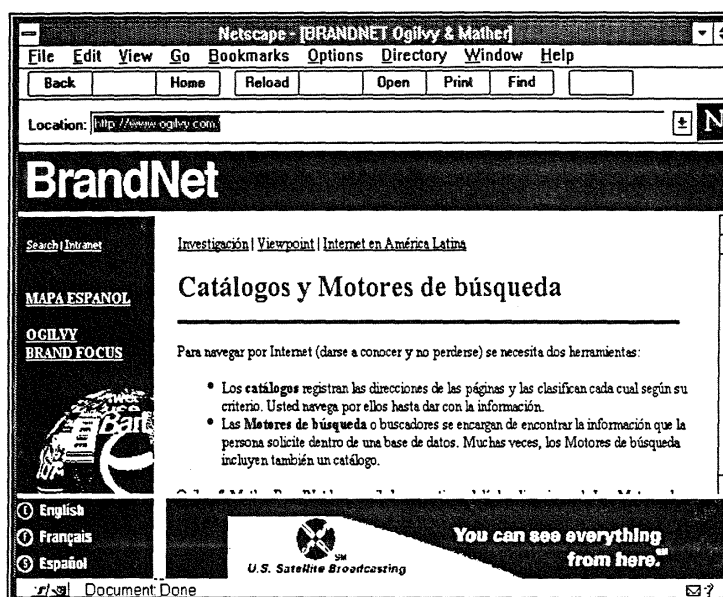 Netscape - [BRANDNET Ogilvy & Mather]
File Edit View Go Bookmarks Options Directory Window Help
Back Home Reload Open Print Find
Location: http://www.ogilvy.com/
N
BrandNet
Search | Intranet
MAPA ESPANOL
OGILVY
BRAND FOCUS
Investigación | Viewpoint | Internet en América Latina
Catálogos y Motores de búsqueda
Para navegar por Internet (darse a conocer y no perderse) se necesita dos herramientas:
• Los catálogos registran las direcciones de las páginas y las clasifican cada cual según su
criterio. Usted navega por ellos hasta dar con la información.
• Las Motores de búsqueda o buscadores se encargan de encontrar la información que la
persona solicite dentro de una base de datos. Muchas veces, los Motores de búsqueda
incluyen también un catálogo.
E English
F Français
S Español
U.S. Satellite Broadcasting SM
You can see everything
from here.
Document: Done